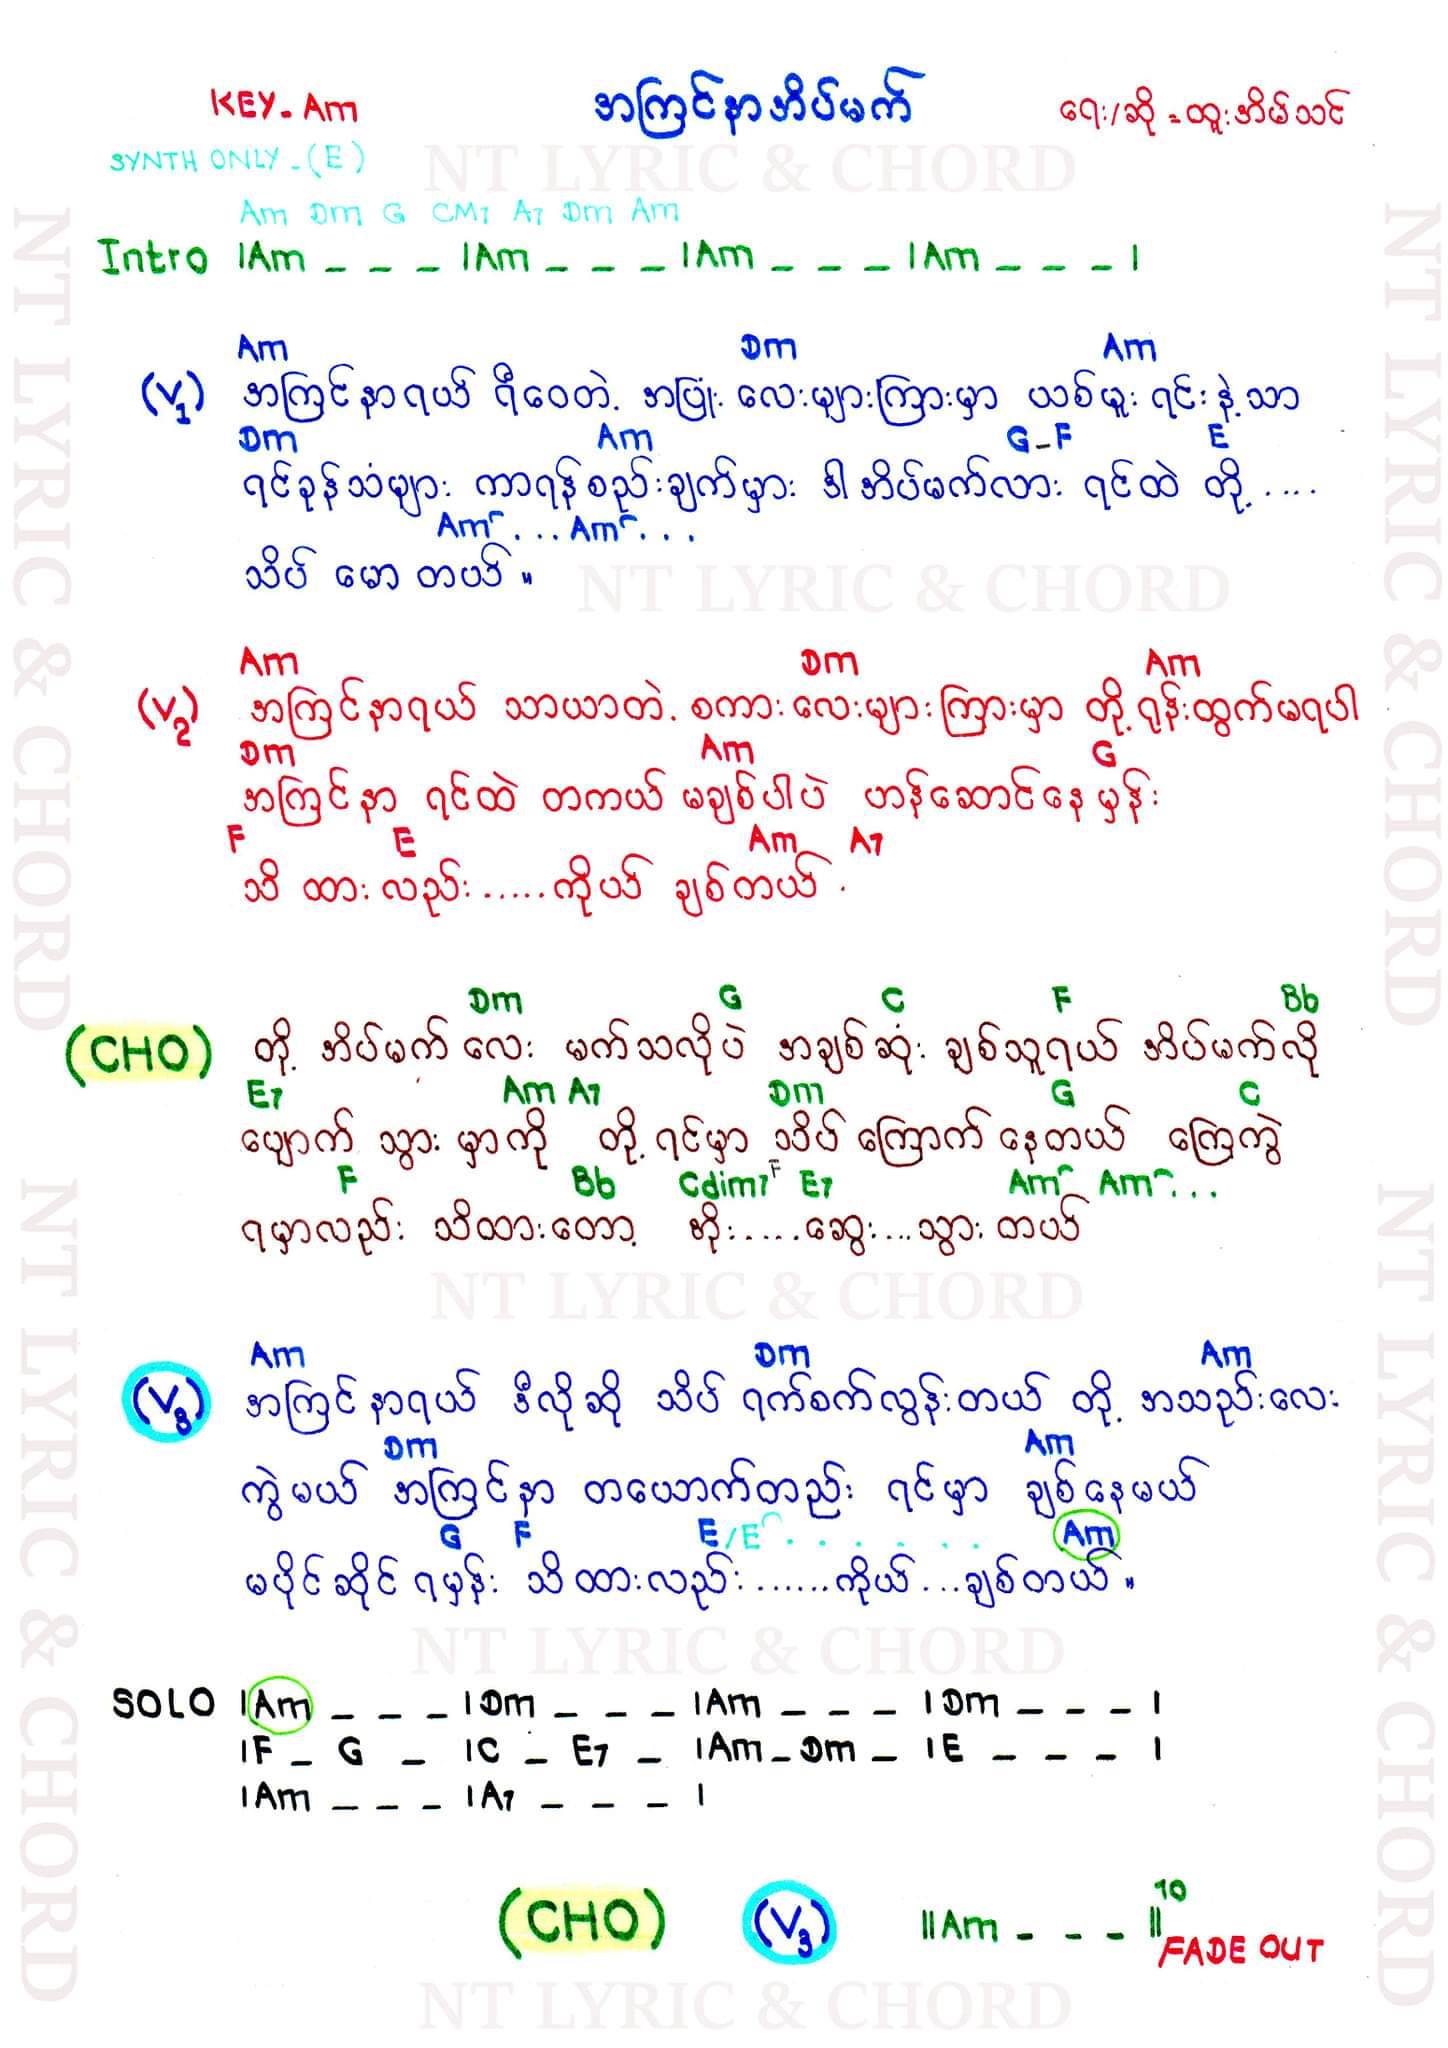 KEY - Am
အကြင်နာအိပ်မက်
ရေး/ဆို = ထူးအိမ်သင်
SYNTH ONLY - (E)
Am Dm G CM7 A7 Dm Am
Intro |Am _ _ _ |Am _ _ _ |Am _ _ _ |Am _ _ _ |
Am Dm Am
(V1) အကြင်နာရယ် ရီဝေတဲ့ အပြုံးလေးများကြားမှာ ယစ်မူးရင်းနဲ့သာ
Dm Am G - F E
ရင်ခုန်သံများ ကာရန်စည်းချက်မှား ဒါအိပ်မက်လား ရင်ထဲ တို့....
Am ... Am ...
သိပ် မောတယ်။
Am Dm Am
(V2) အကြင်နာရယ် သာယာတဲ့ စကားလေးများကြားမှာ တို့ရုန်းထွက်မရပါ
Dm Am G
အကြင်နာ ရင်ထဲ တကယ် မချစ်ပါပဲ ဟန်ဆောင်နေမှန်း
F E Am A7
သိ ထားလည်း.....ကိုယ် ချစ်တယ်.
Dm G C F Bb
(CHO) တို့ အိပ်မက်လေး မက်သလိုပဲ အချစ်ဆုံး ချစ်သူရယ် အိပ်မက်လို
E7 Am A7 Dm G C
ပျောက် သွားမှာကို တို့ရင်မှာ သိပ်ကြောက်နေတယ် ကြေကွဲ
F Bb Cdim7 F E7 Am Am ...
ရမှာလည်း သိထားတော့ အိုး.....ဆွေး...သွားတယ်
Am Dm Am
(V3) အကြင်နာရယ် ဒီလိုဆို သိပ် ရက်စက်လွန်းတယ် တို့ အသည်းလေး
Dm Am
ကွဲမယ် အကြင်နာ တယောက်တည်း ရင်မှာ ချစ်နေမယ်
G F E/E ....... Am
မပိုင်ဆိုင်ရမှန်း သိထားလည်း......ကိုယ်...ချစ်တယ်။
SOLO |Am _ _ _ |Dm _ _ _ |Am _ _ _ |Dm _ _ _ |
|F _ G _ |C _ E7 _ |Am _ Dm _ |E _ _ _ |
|Am _ _ _ |A7 _ _ _ |
(CHO) (V3) ||Am _ _ _ || 10
FADE OUT
NT LYRIC & CHORD
NT LYRIC & CHORD
NT LYRIC & CHORD
NT LYRIC & CHORD
NT LYRIC & CHORD
NT LYRIC & CHORD
NT LYRIC & CHORD
NT LYRIC & CHORD
NT LYRIC & CHORD